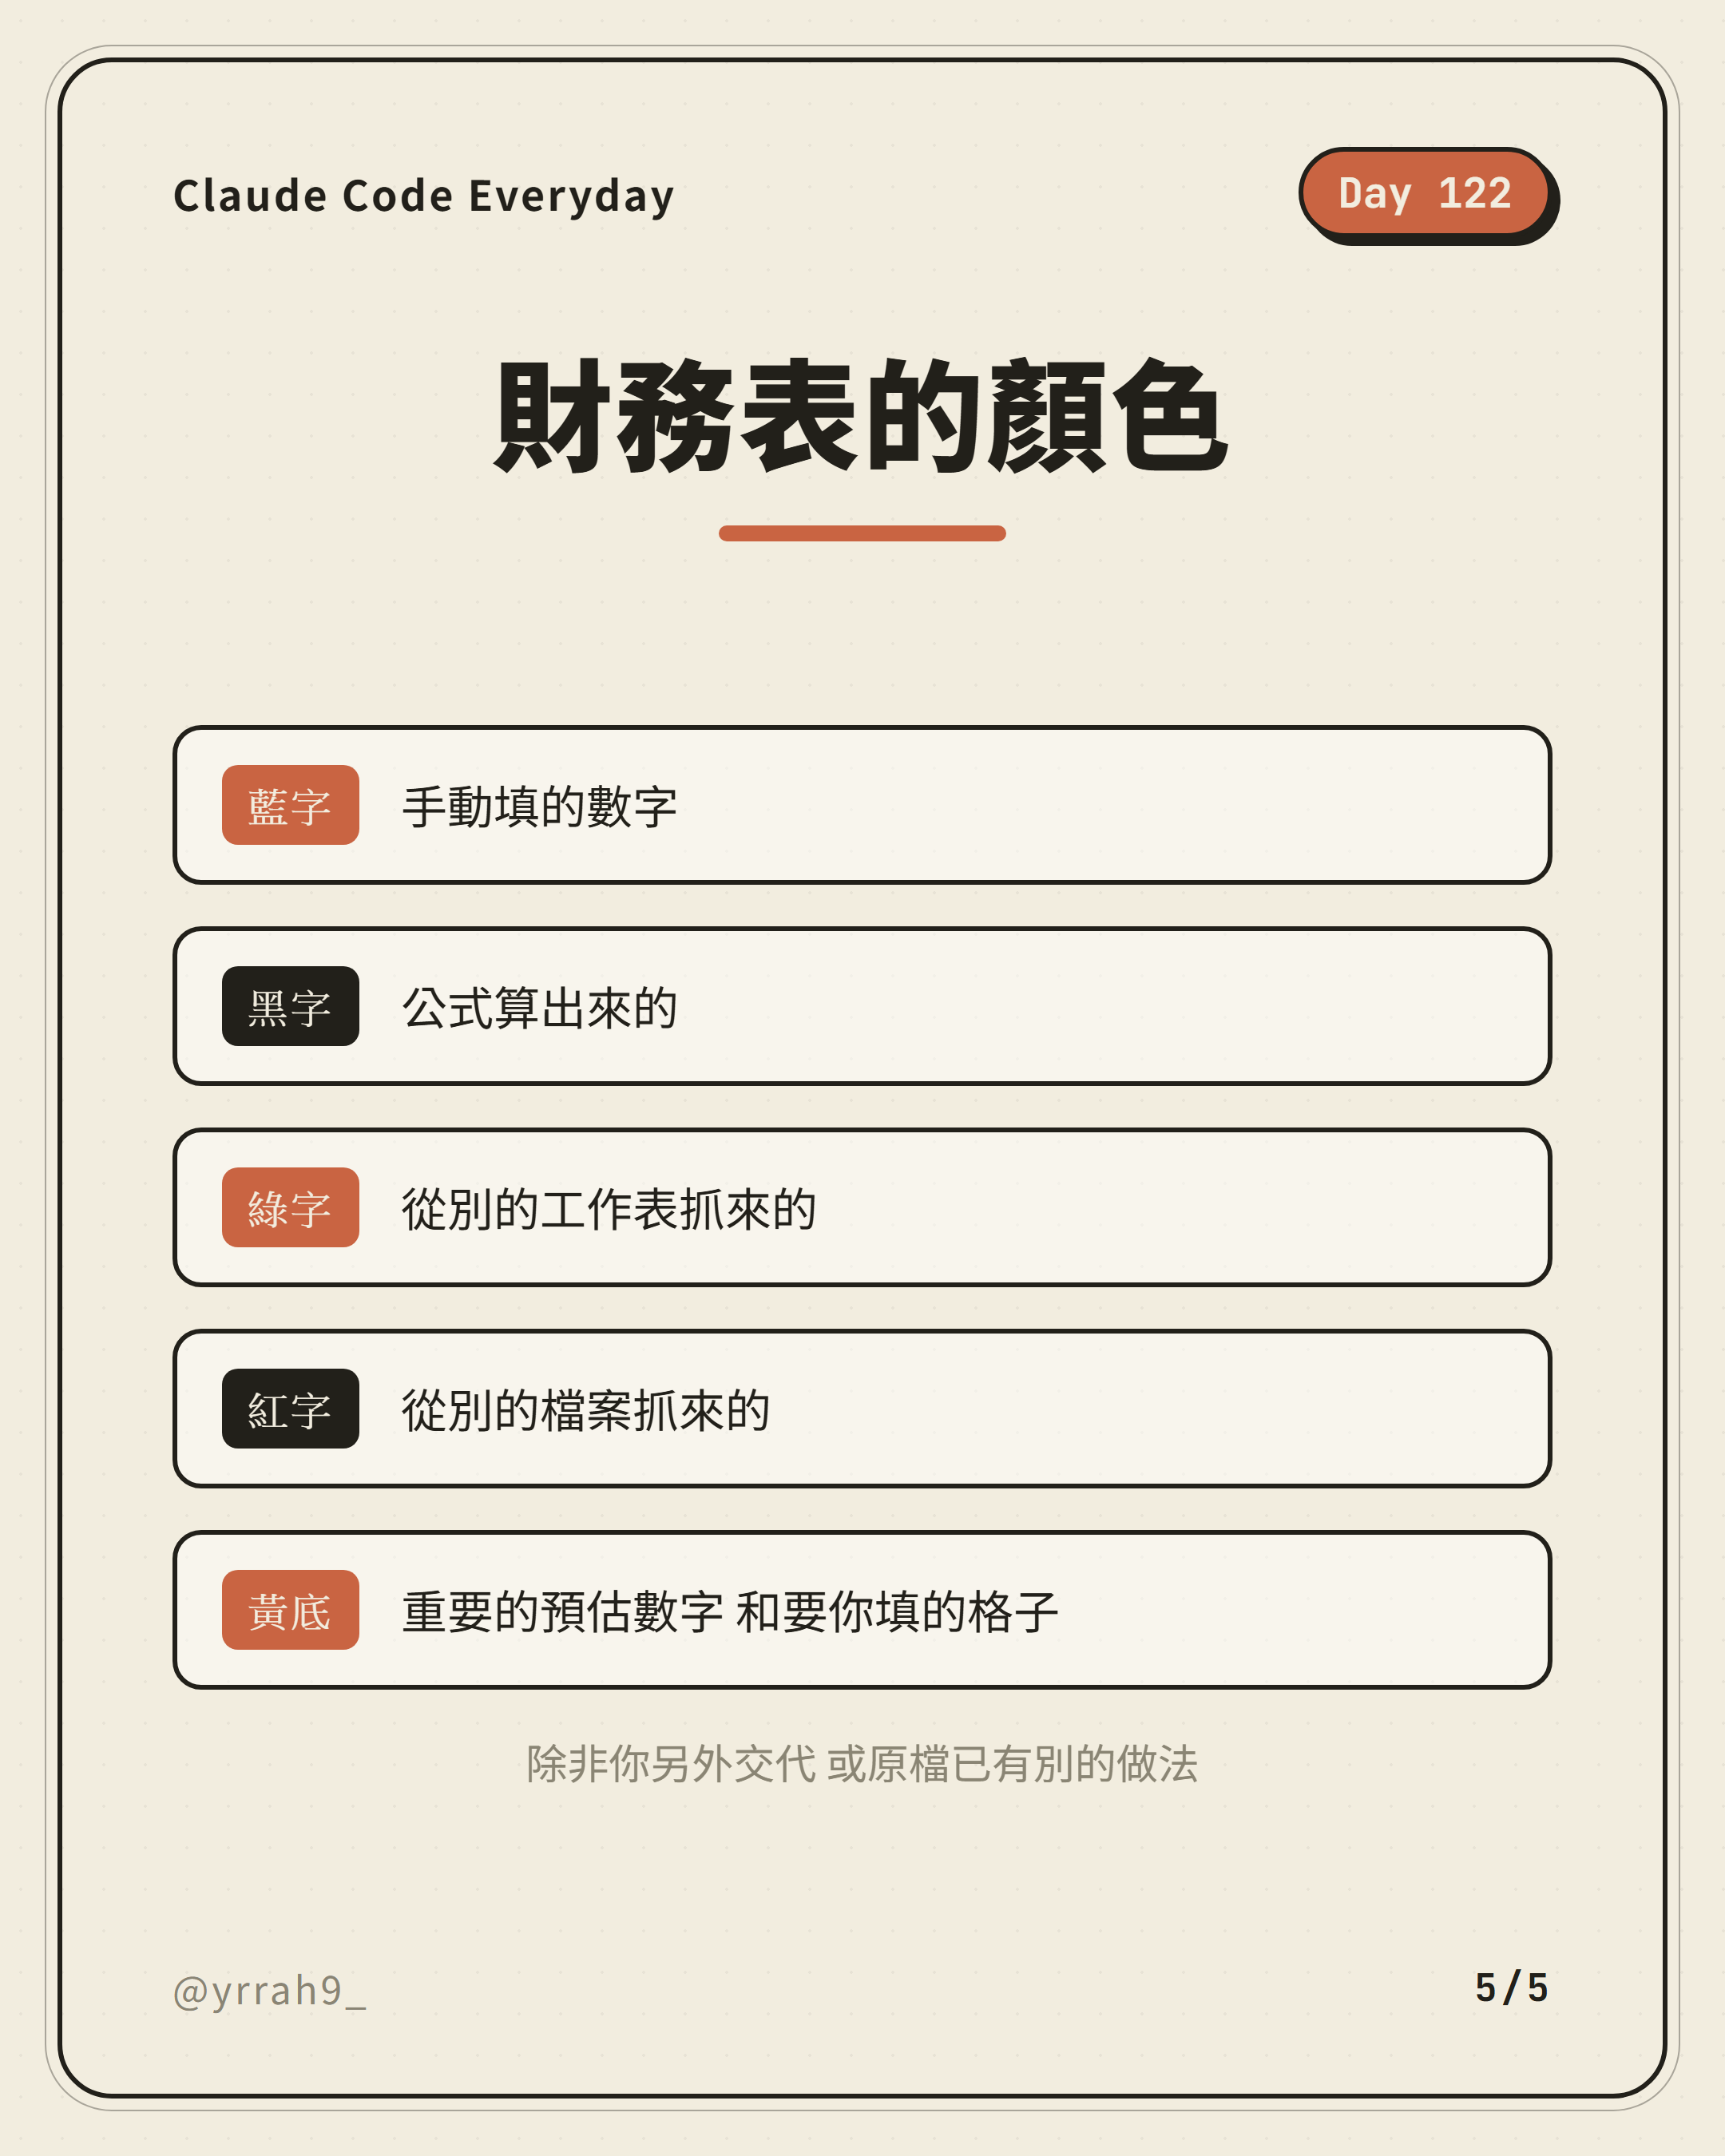 Claude Code Everyday
Day 122
財務表的顏色
藍字 手動填的數字
黑字 公式算出來的
綠字 從別的工作表抓來的
紅字 從別的檔案抓來的
黃底 重要的預估數字 和要你填的格子
除非你另外交代 或原檔已有別的做法
@yrrah9_
5/5